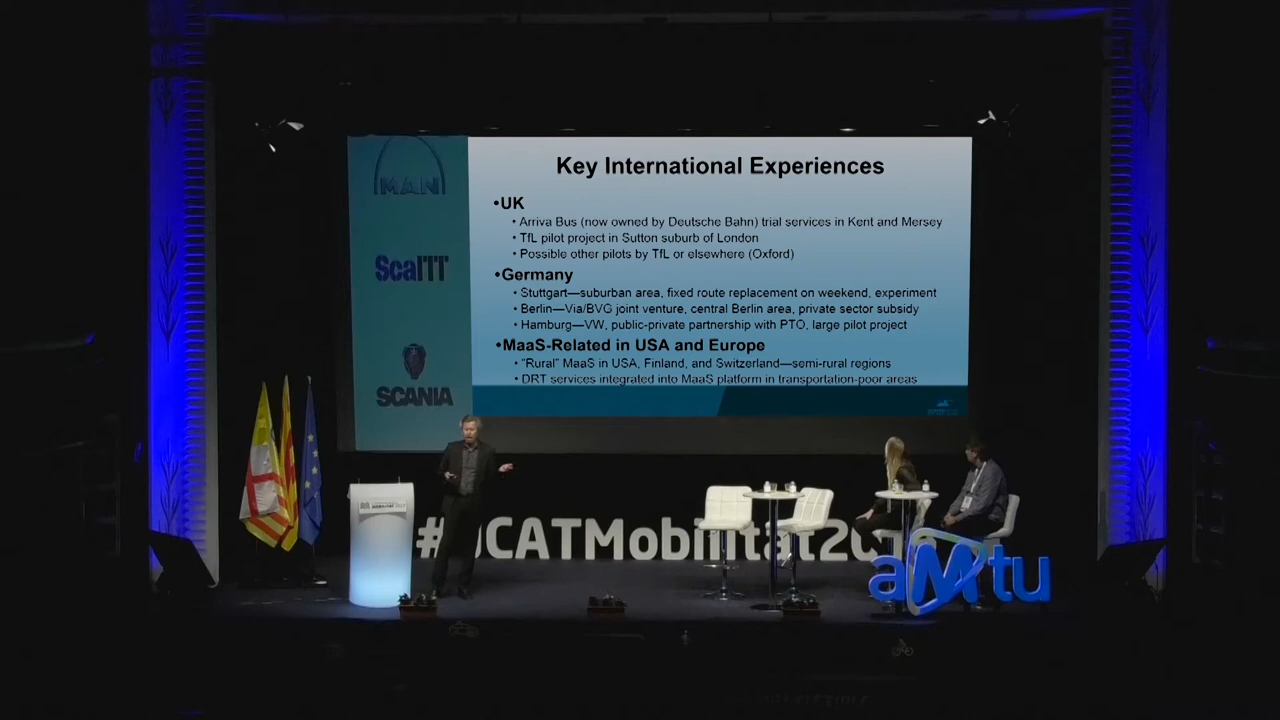 MAN
ScalTT
SCANIA
Key International Experiences
•UK
• Arriva Bus (now owned by Deutsche Bahn) trial services in Kent and Mersey
• TfL pilot project in Sutton suburb of London
• Possible other pilots by TfL or elsewhere (Oxford)
•Germany
• Stuttgart—suburban area, fixed route replacement on weekend, experiment
• Berlin—Via/BVG joint venture, central Berlin area, private sector subsidy
• Hamburg—VW, public-private partnership with PTO, large pilot project
•MaaS-Related in USA and Europe
• “Rural” MaaS in USA, Finland, and Switzerland—semi-rural regions
• DRT services integrated into MaaS platform in transportation-poor areas
CATMobilitat20
aMtu